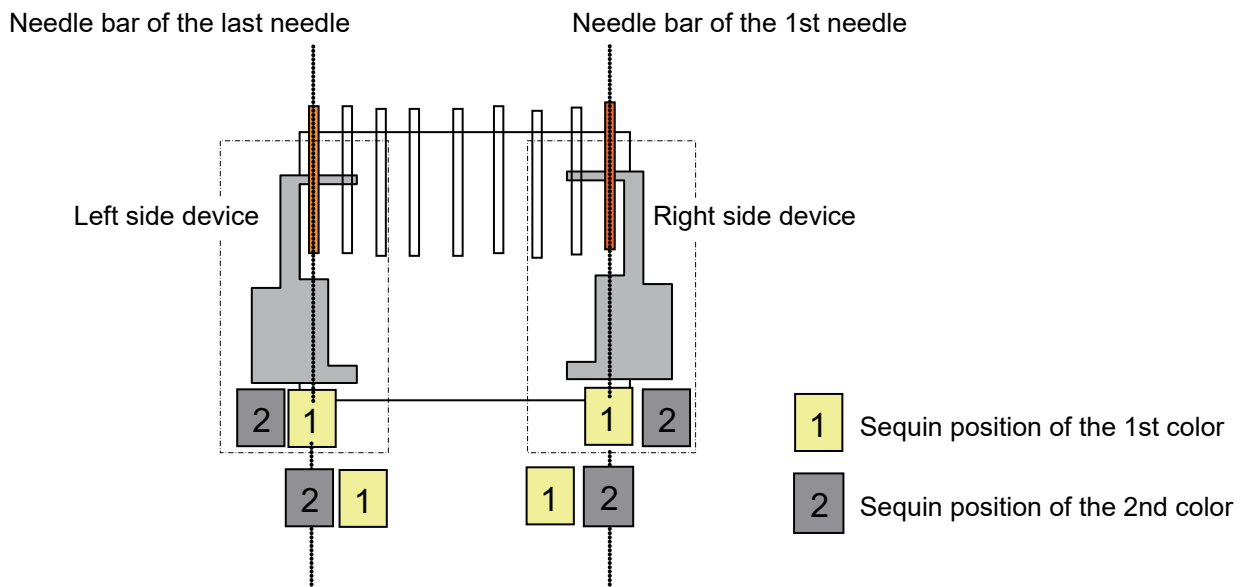 Needle bar of the last needle
Needle bar of the 1st needle
Left side device
Right side device
2 1
1 2
1 Sequin position of the 1st color
2 1
1 2
2 Sequin position of the 2nd color